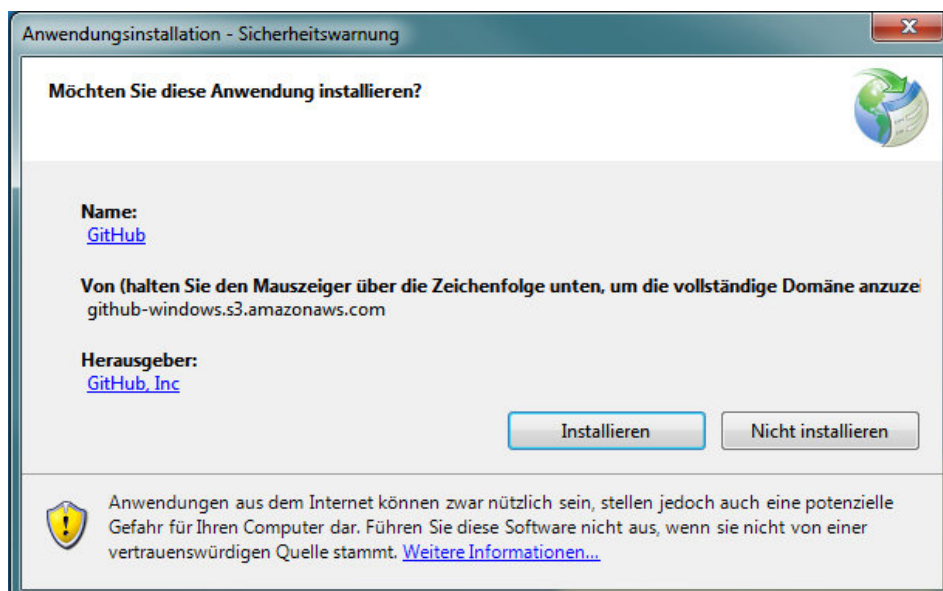 Anwendungsinstallation - Sicherheitswarnung
Möchten Sie diese Anwendung installieren?
Name:
GitHub
Von (halten Sie den Mauszeiger über die Zeichenfolge unten, um die vollständige Domäne anzuzei
github-windows.s3.amazonaws.com
Herausgeber:
GitHub, Inc
Installieren
Nicht installieren
Anwendungen aus dem Internet können zwar nützlich sein, stellen jedoch auch eine potenzielle
Gefahr für Ihren Computer dar. Führen Sie diese Software nicht aus, wenn sie nicht von einer
vertrauenswürdigen Quelle stammt. Weitere Informationen...